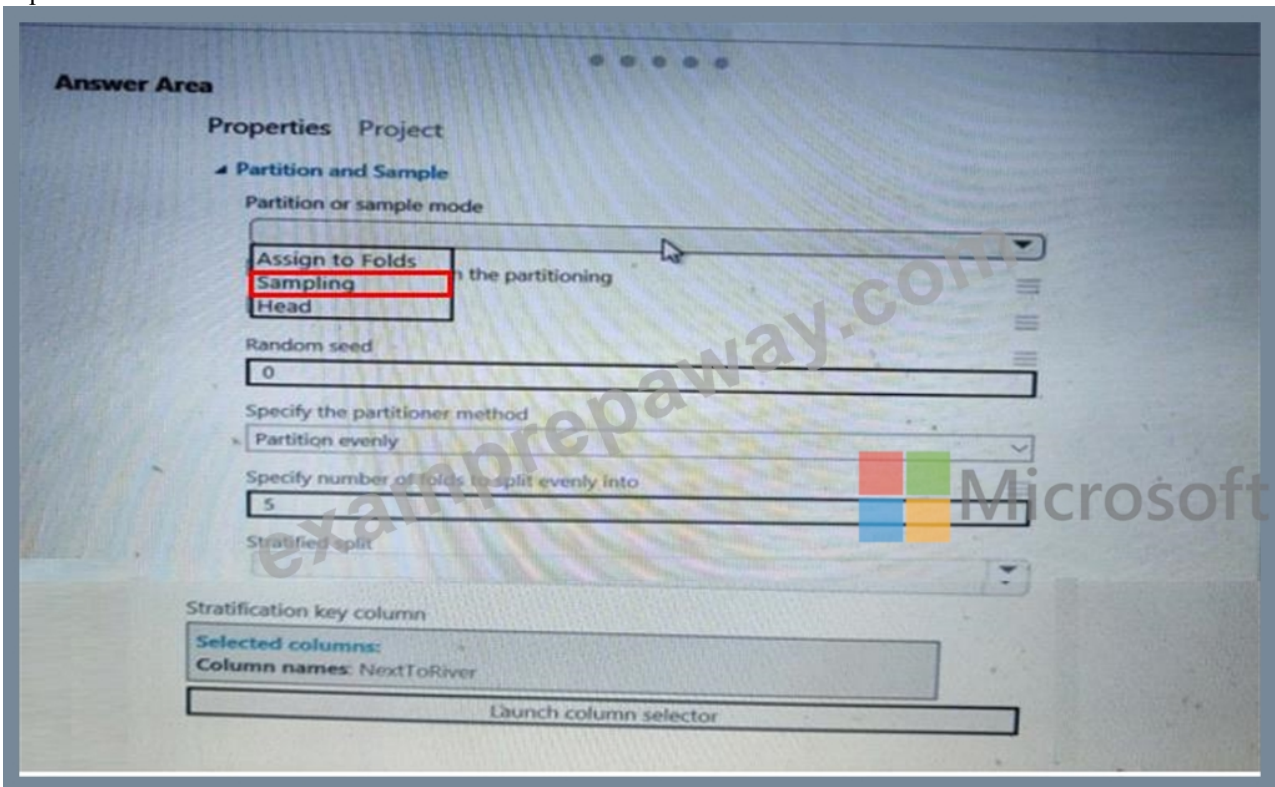 Answer Area
Properties Project
Partition and Sample
Partition or sample mode
Assign to Folds
Sampling
Head
the partitioning
Random seed
0
Specify the partitioner method
Partition evenly
Specify number of folds to split evenly into
5
Stratified split
Stratification key column
Selected columns:
Column names: NextToRiver
Launch column selector
examprepaway.com
Microsoft